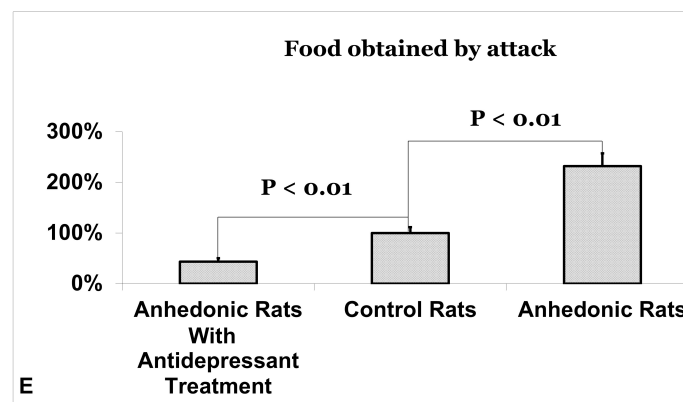 Food obtained by attack
300%
200%
100%
0%
P < 0.01
P < 0.01
Anhedonic Rats
With
Antidepressant
Treatment
Control Rats
Anhedonic Rats
E